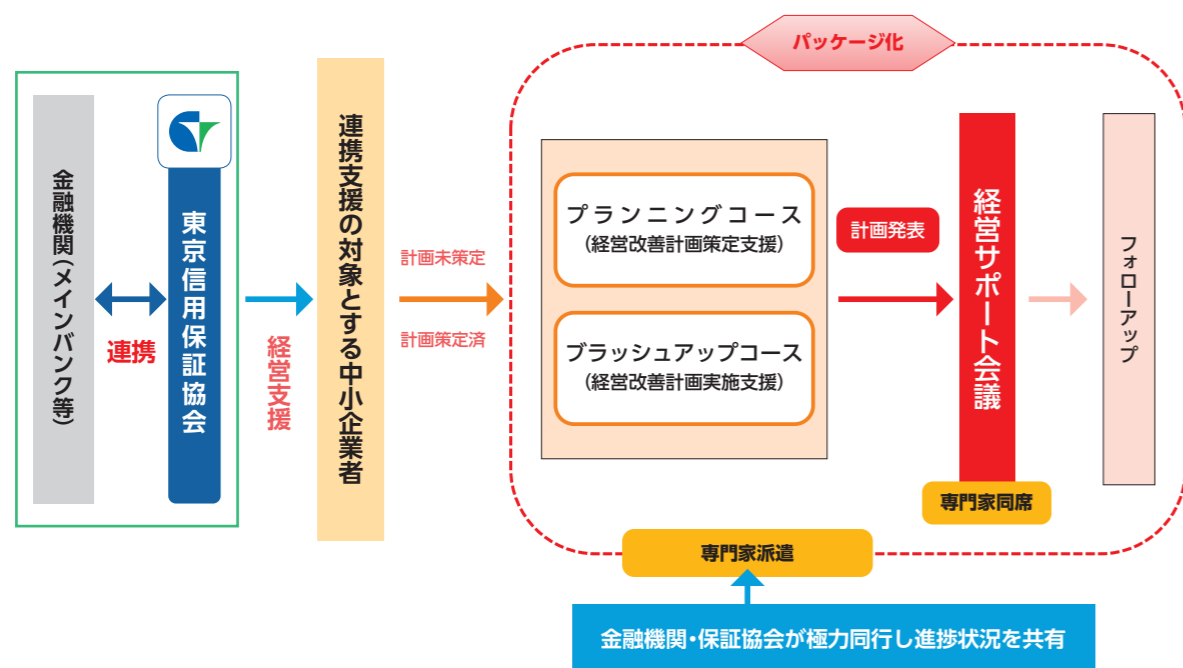 パッケージ化
金融機関(メインバンク等)
連携
東京信用保証協会
経営支援
連携支援の対象とする中小企業者
計画未策定
計画策定済
プランニングコース
(経営改善計画策定支援)
ブラッシュアップコース
(経営改善計画実施支援)
計画発表
経営サポート会議
専門家同席
フォローアップ
専門家派遣
金融機関・保証協会が極力同行し進捗状況を共有